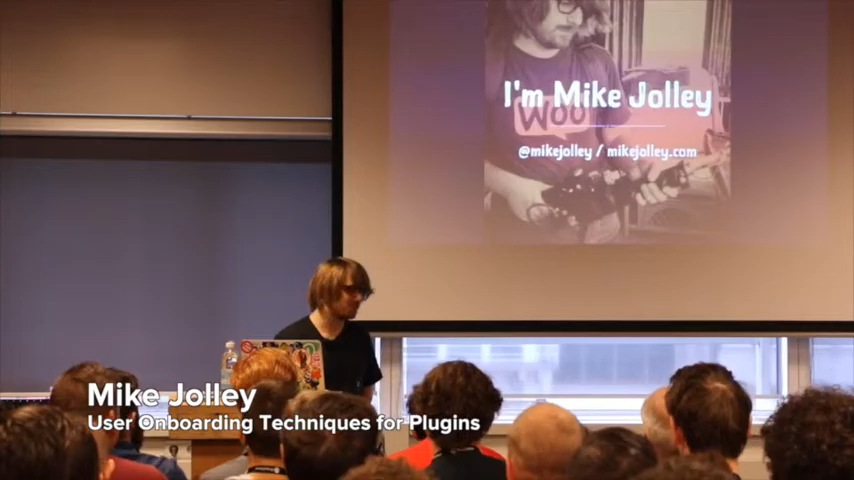 I'm Mike Jolley
WOO
@mikejolley / mikejolley.com
Mike Jolley
User Onboarding Techniques for Plugins